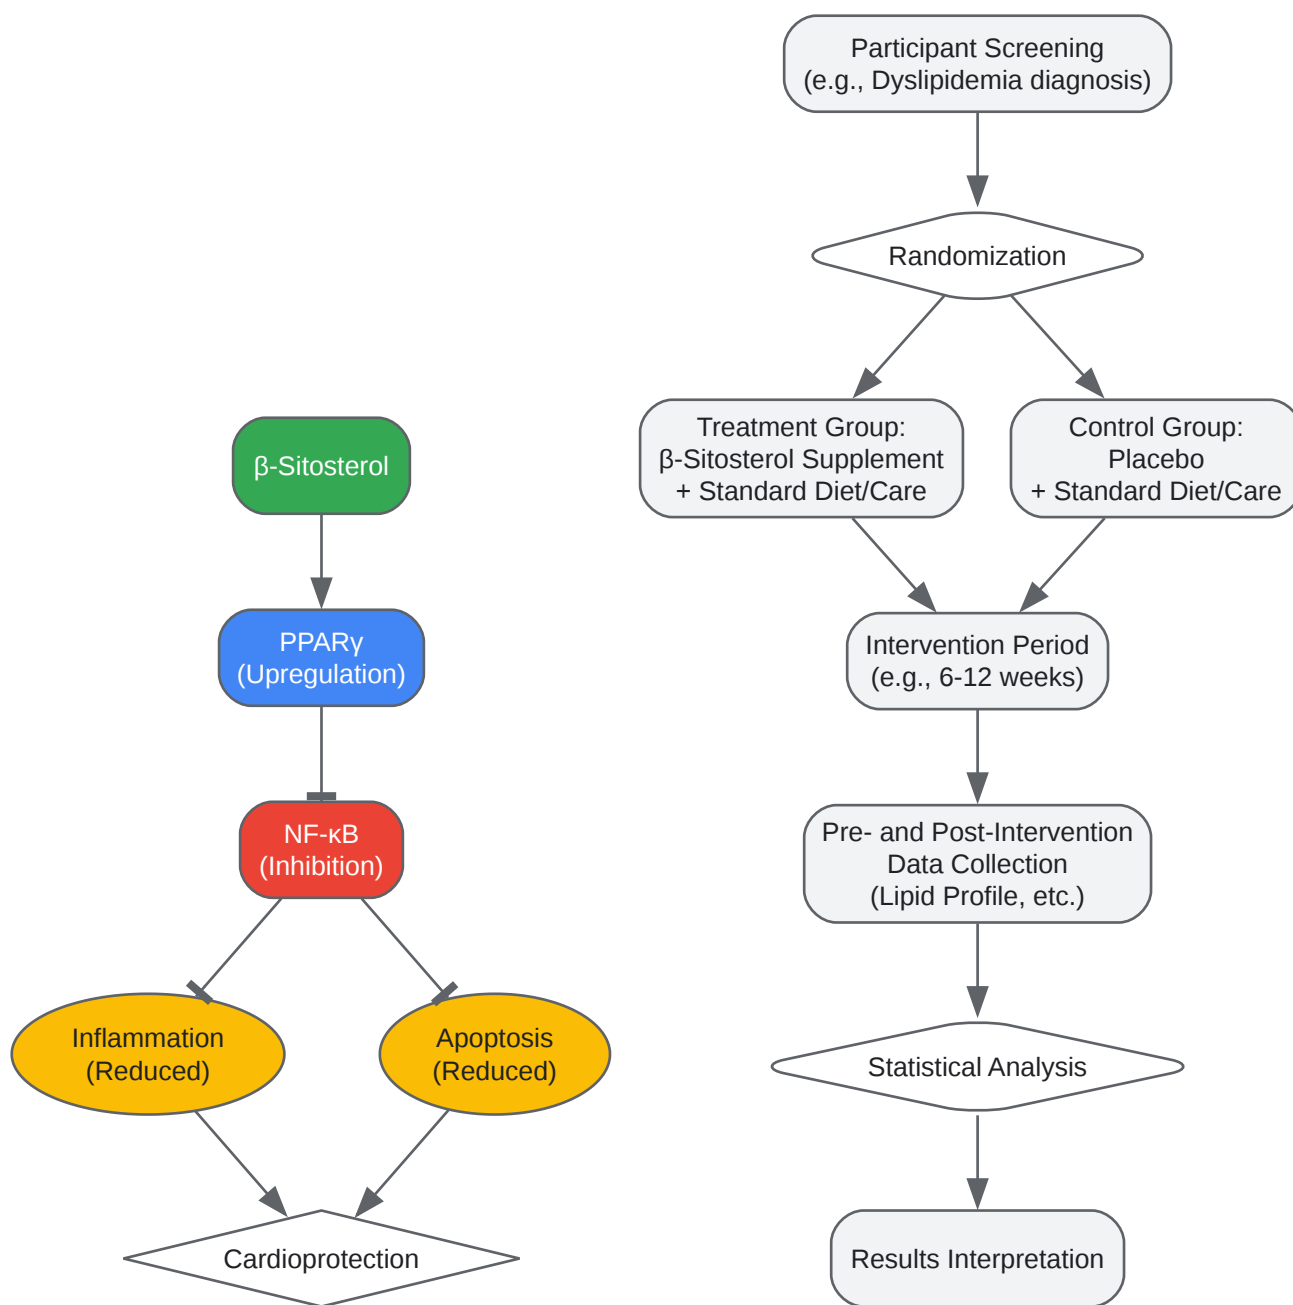 β-Sitosterol
PPARγ
(Upregulation)
NF-κB
(Inhibition)
Inflammation
(Reduced)
Apoptosis
(Reduced)
Cardioprotection
Participant Screening
(e.g., Dyslipidemia diagnosis)
Randomization
Treatment Group:
β-Sitosterol Supplement
+ Standard Diet/Care
Control Group:
Placebo
+ Standard Diet/Care
Intervention Period
(e.g., 6-12 weeks)
Pre- and Post-Intervention
Data Collection
(Lipid Profile, etc.)
Statistical Analysis
Results Interpretation